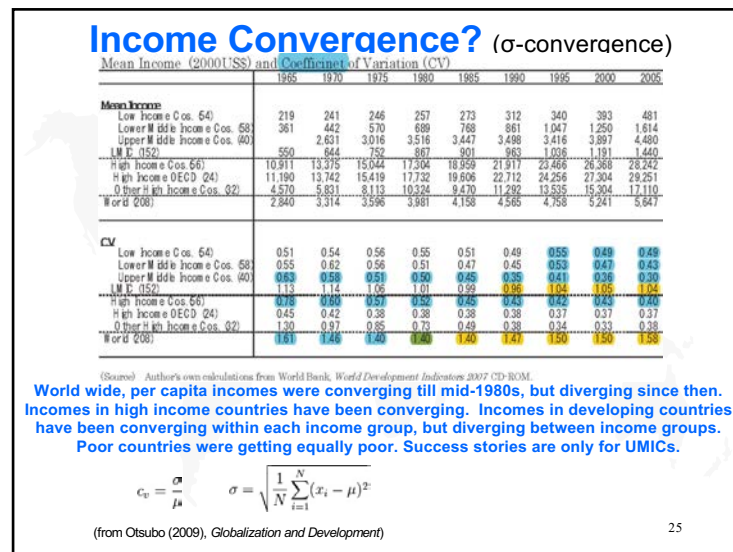 Income Convergence? (σ-convergence)
Mean Income (2000US$) and Coefficinet of Variation (CV)
1965 1970 1975 1980 1985 1990 1995 2000 2005
Mean Income
Low Income Cos. 54) 219 241 246 257 273 312 340 393 481
Lower Middle Income Cos. (58) 361 442 570 689 768 861 1,047 1,250 1,614
Upper Middle Income Cos. (40) 2,631 3,016 3,516 3,447 3,498 3,416 3,897 4,480
LMIC (152) 550 644 752 867 901 963 1,036 1,191 1,440
High Income Cos. 56) 10,911 13,375 15,044 17,304 18,959 21,917 23,466 26,368 28,242
High Income OECD (24) 11,190 13,742 15,419 17,732 19,606 22,712 24,256 27,304 29,251
Other High Income Cos. (32) 4,570 5,831 8,113 10,324 9,470 11,292 13,535 15,304 17,110
World (208) 2,840 3,314 3,596 3,981 4,158 4,565 4,758 5,241 5,647
CV
Low Income Cos. 54) 0.51 0.54 0.56 0.55 0.51 0.49 0.55 0.49 0.49
Lower Middle Income Cos. (58) 0.55 0.62 0.56 0.51 0.47 0.45 0.53 0.47 0.43
Upper Middle Income Cos. (40) 0.63 0.58 0.51 0.50 0.45 0.35 0.41 0.36 0.30
LMIC (152) 1.13 1.14 1.06 1.01 0.99 0.96 1.04 1.05 1.04
High Income Cos. 56) 0.78 0.60 0.57 0.52 0.45 0.43 0.42 0.43 0.40
High Income OECD (24) 0.45 0.42 0.38 0.38 0.38 0.38 0.37 0.37 0.37
Other High Income Cos. (32) 1.30 0.97 0.85 0.73 0.49 0.38 0.34 0.33 0.38
World (208) 1.61 1.46 1.40 1.40 1.40 1.47 1.50 1.50 1.58
(Source) Author's own calculations from World Bank, World Development Indicators 2007 CD-ROM.
World wide, per capita incomes were converging till mid-1980s, but diverging since then.
Incomes in high income countries have been converging. Incomes in developing countries
have been converging within each income group, but diverging between income groups.
Poor countries were getting equally poor. Success stories are only for UMICs.
c_v = σ/μ σ = √(1/N ∑_{i=1}^{N} (x_i − μ)²)
(from Otsubo (2009), Globalization and Development)
25